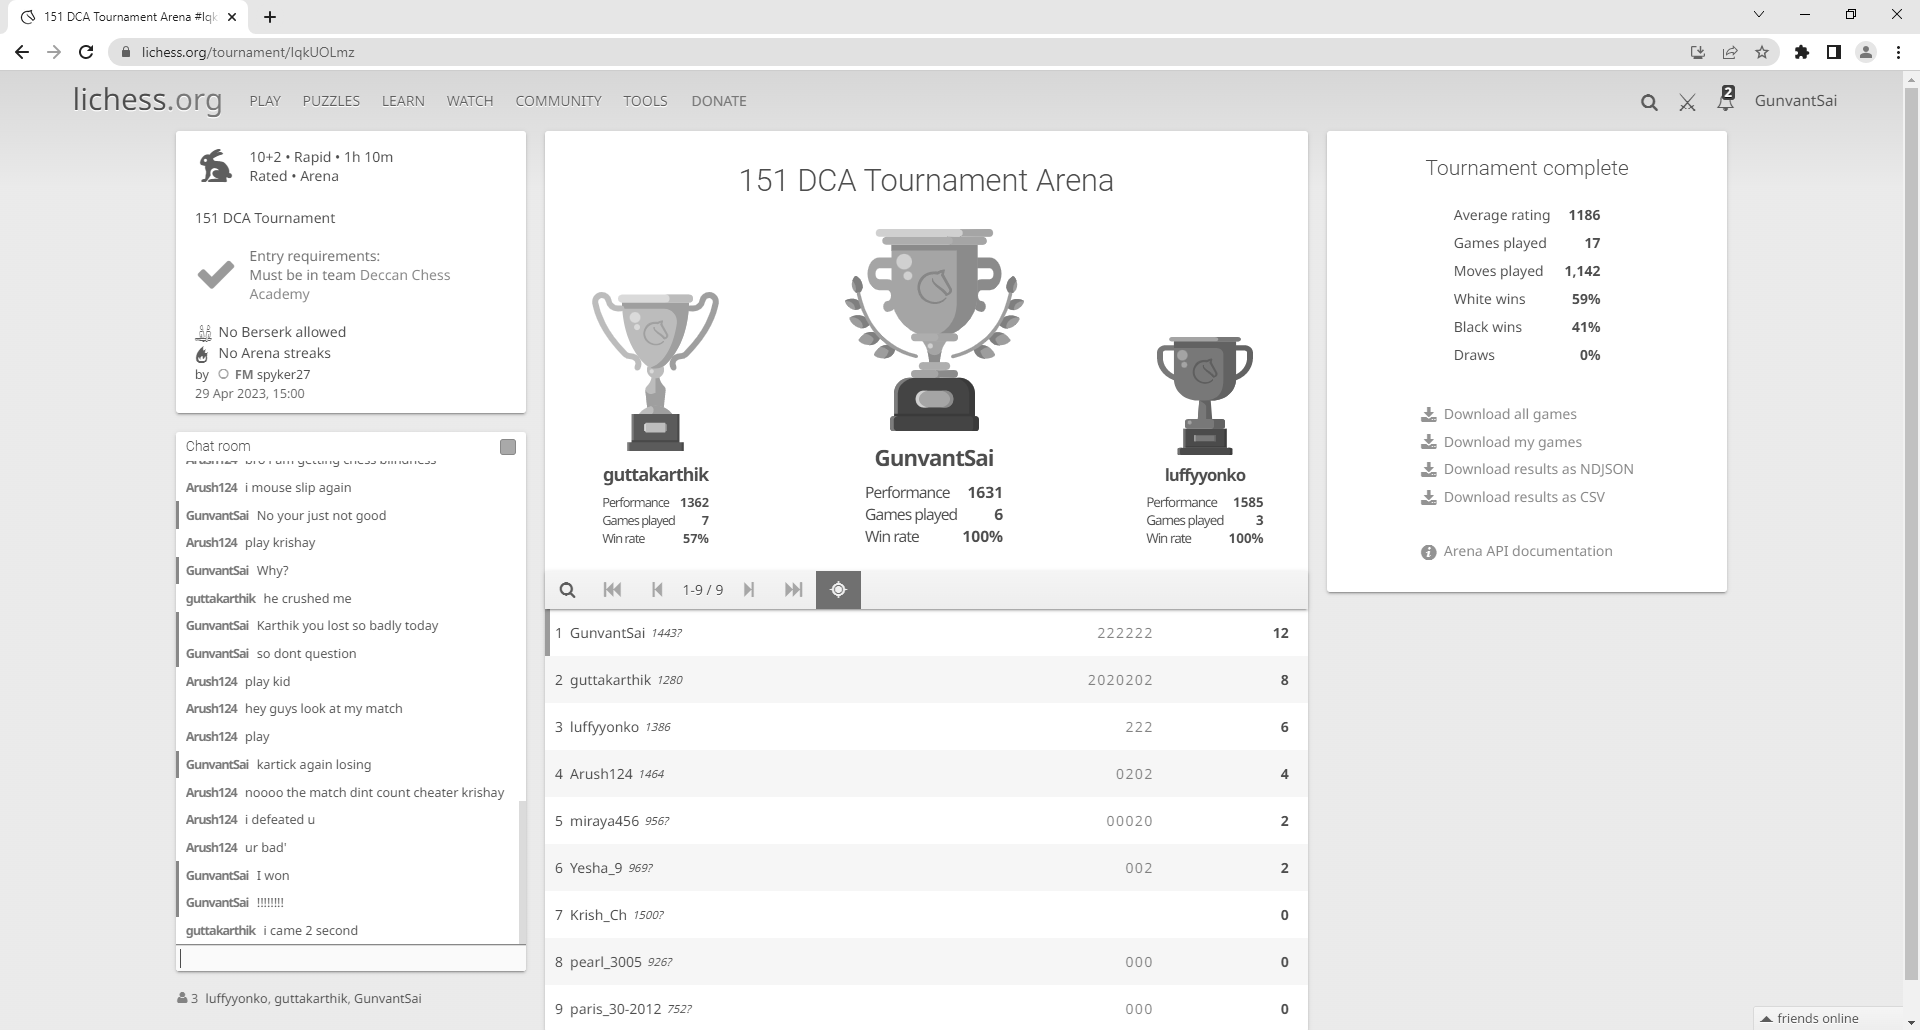 151 DCA Tournament Arena #Iqk
lichess.org/tournament/IqkUOLmz
lichess.org PLAY PUZZLES LEARN WATCH COMMUNITY TOOLS DONATE 2 GunvantSai
10+2 • Rapid • 1h 10m
Rated • Arena
151 DCA Tournament
Entry requirements:
Must be in team Deccan Chess
Academy
No Berserk allowed
No Arena streaks
by FM spyker27
29 Apr 2023, 15:00
Chat room
Arush124 bro i am getting chess blindness
Arush124 i mouse slip again
GunvantSai No your just not good
Arush124 play krishay
GunvantSai Why?
guttakarthik he crushed me
GunvantSai Karthik you lost so badly today
GunvantSai so dont question
Arush124 play kid
Arush124 hey guys look at my match
Arush124 play
GunvantSai kartick again losing
Arush124 noooo the match dint count cheater krishay
Arush124 i defeated u
Arush124 ur bad'
GunvantSai I won
GunvantSai !!!!!!!!
guttakarthik i came 2 second
3 luffyyonko, guttakarthik, GunvantSai
151 DCA Tournament Arena
guttakarthik
Performance 1362
Games played 7
Win rate 57%
GunvantSai
Performance 1631
Games played 6
Win rate 100%
luffyyonko
Performance 1585
Games played 3
Win rate 100%
1-9 / 9
1 GunvantSai 1443? 222222 12
2 guttakarthik 1280 2020202 8
3 luffyyonko 1386 222 6
4 Arush124 1464 0202 4
5 miraya456 956? 00020 2
6 Yesha_9 969? 002 2
7 Krish_Ch 1500? 0
8 pearl_3005 926? 000 0
9 paris_30-2012 752? 000 0
Tournament complete
Average rating 1186
Games played 17
Moves played 1,142
White wins 59%
Black wins 41%
Draws 0%
Download all games
Download my games
Download results as NDJSON
Download results as CSV
Arena API documentation
friends online